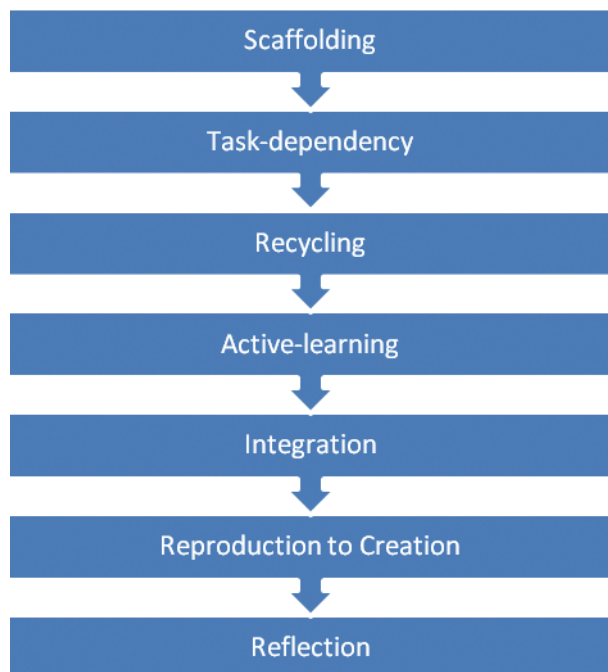 Scaffolding
Task-dependency
Recycling
Active-learning
Integration
Reproduction to Creation
Reflection